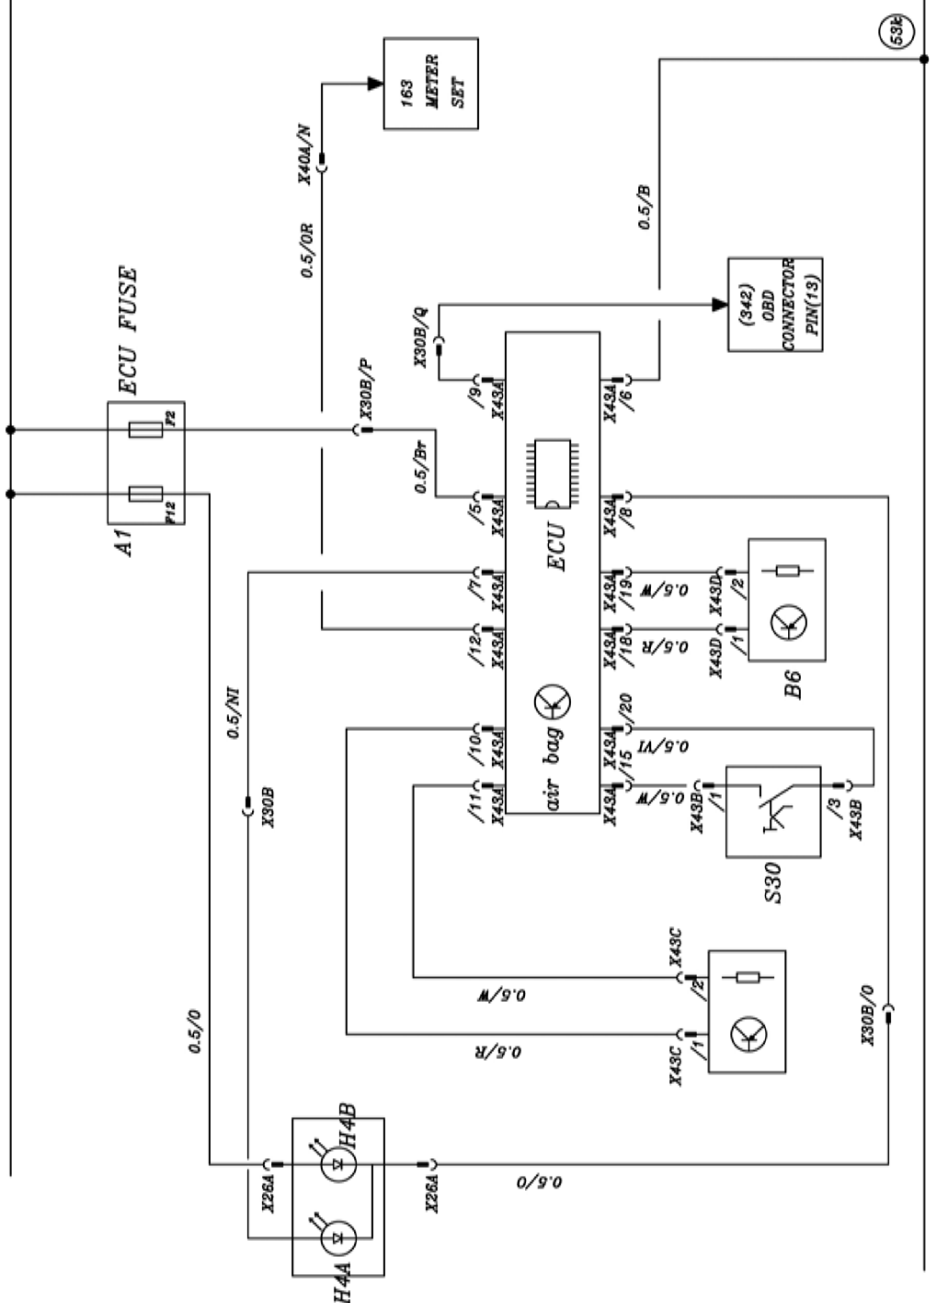 53k
163
METER
SET
X40A/N
0.5/OR
0.5/B
ECU FUSE
(342)
OBD
CONNECTOR
PIN(13)
X30B/Q
X30B/P
/9
X43A
X43A
/6
F2
F12
A1
0.5/Br
/5
X43A
X43A
/8
ECU
/7
X43A
X43A
/19
0.5/W
X43D
/2
/12
X43A
X43A
/18
0.5/R
X43D
/1
B6
0.5/NI
X30B
/10
X43A
X43A
/20
0.5/VI
air bag
/11
X43A
X43A
/15
0.5/W
X43B
/1
/3
X43B
S30
0.5/O
0.5/W
X43C
/2
0.5/R
X43C
/1
X30B/O
H4B
X26A
X26A
0.5/O
H4A